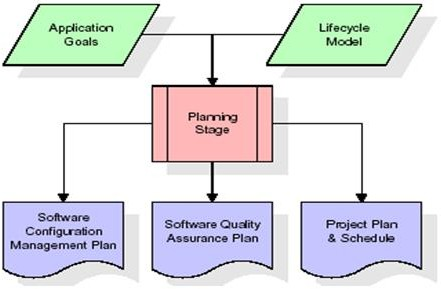 Application
Goals
Lifecycle
Model
Planning
Stage
Software
Configuration
Management Plan
Software Quality
Assurance Plan
Project Plan
& Schedule